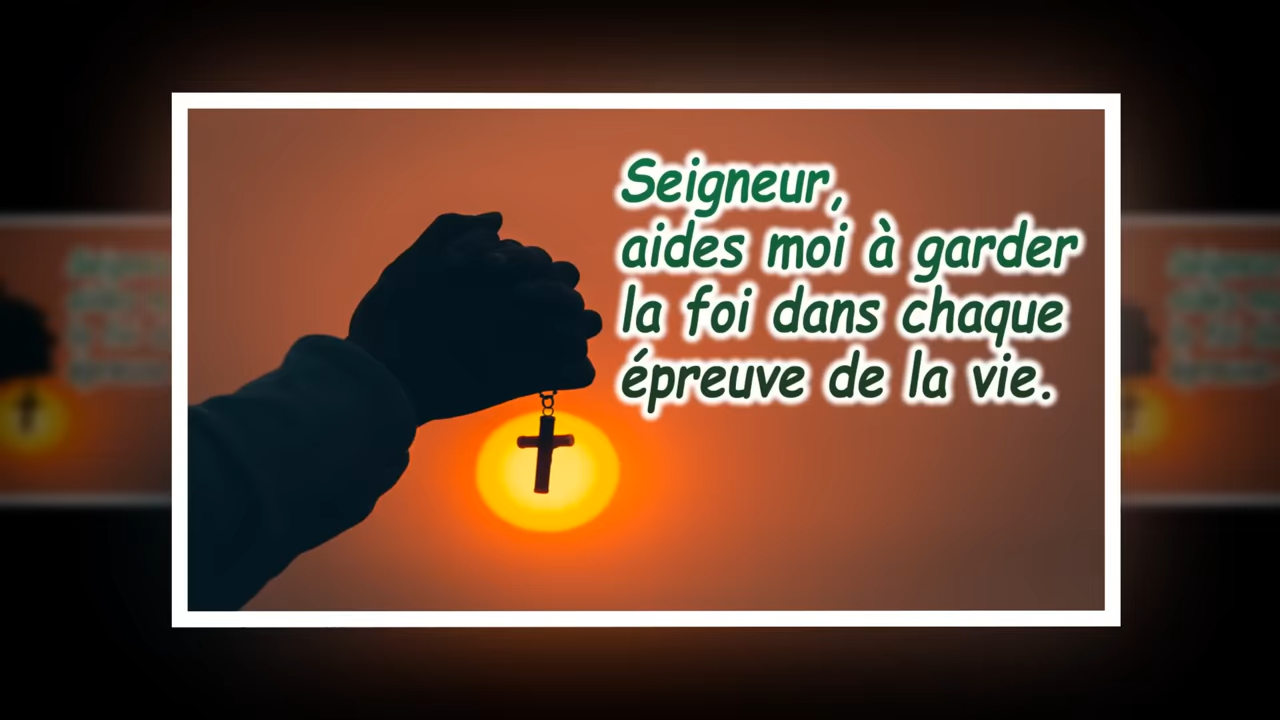 Seigneur,
aides moi à garder
la foi dans chaque
épreuve de la vie.